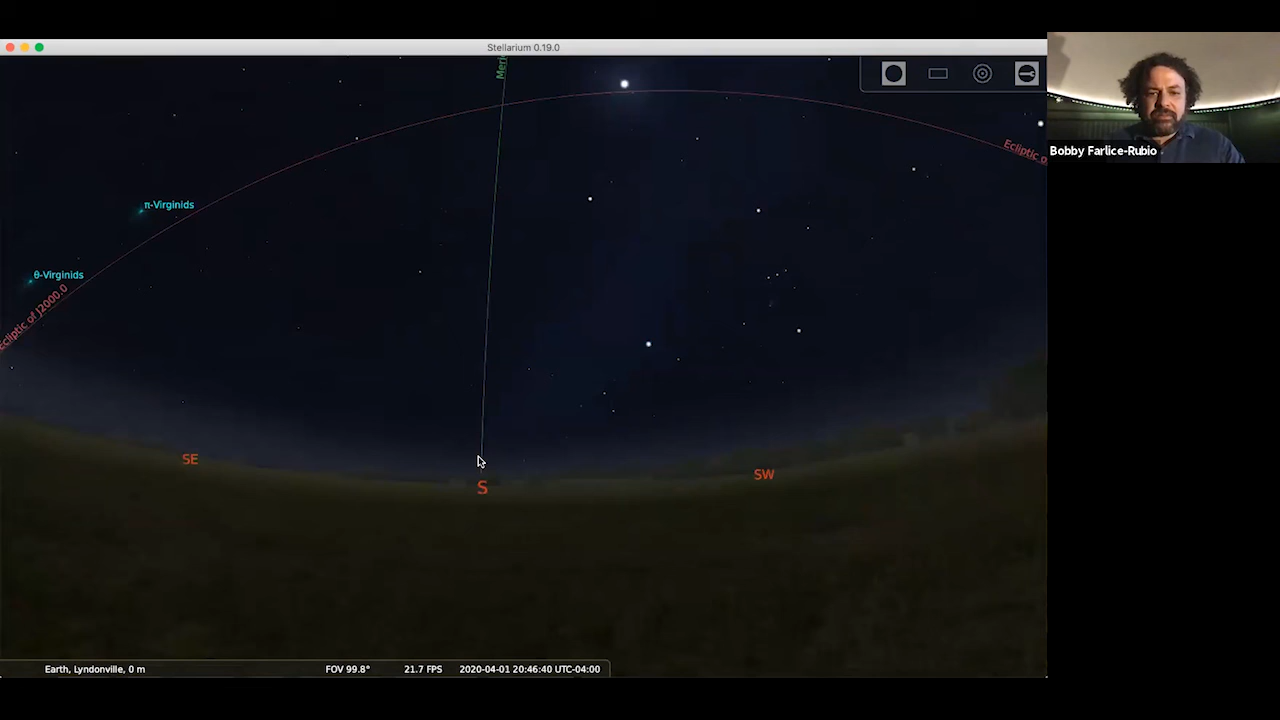 Stellarium 0.19.0
Meri
Ecliptic o
Bobby Farlice-Rubio
π-Virginids
θ-Virginids
Ecliptic of J2000.0
SE
S
SW
Earth, Lyndonville, 0 m
FOV 99.8°
21.7 FPS
2020-04-01 20:46:40 UTC-04:00